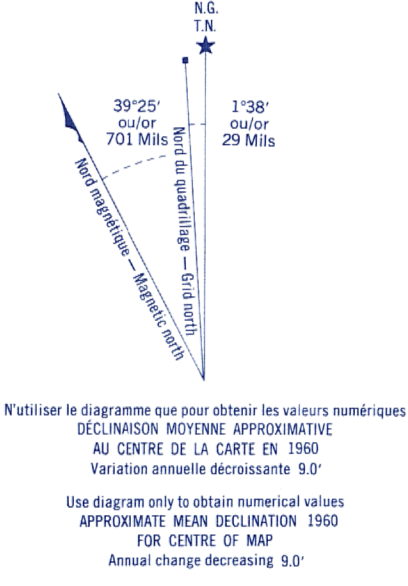 N.G.
T.N.
39°25'
ou/or
701 Mils
1°38'
ou/or
29 Mils
Nord magnétique — Magnetic north
Nord du quadrillage — Grid north
N'utiliser le diagramme que pour obtenir les valeurs numériques
DÉCLINAISON MOYENNE APPROXIMATIVE
AU CENTRE DE LA CARTE EN 1960
Variation annuelle décroissante 9.0'
Use diagram only to obtain numerical values
APPROXIMATE MEAN DECLINATION 1960
FOR CENTRE OF MAP
Annual change decreasing 9.0'